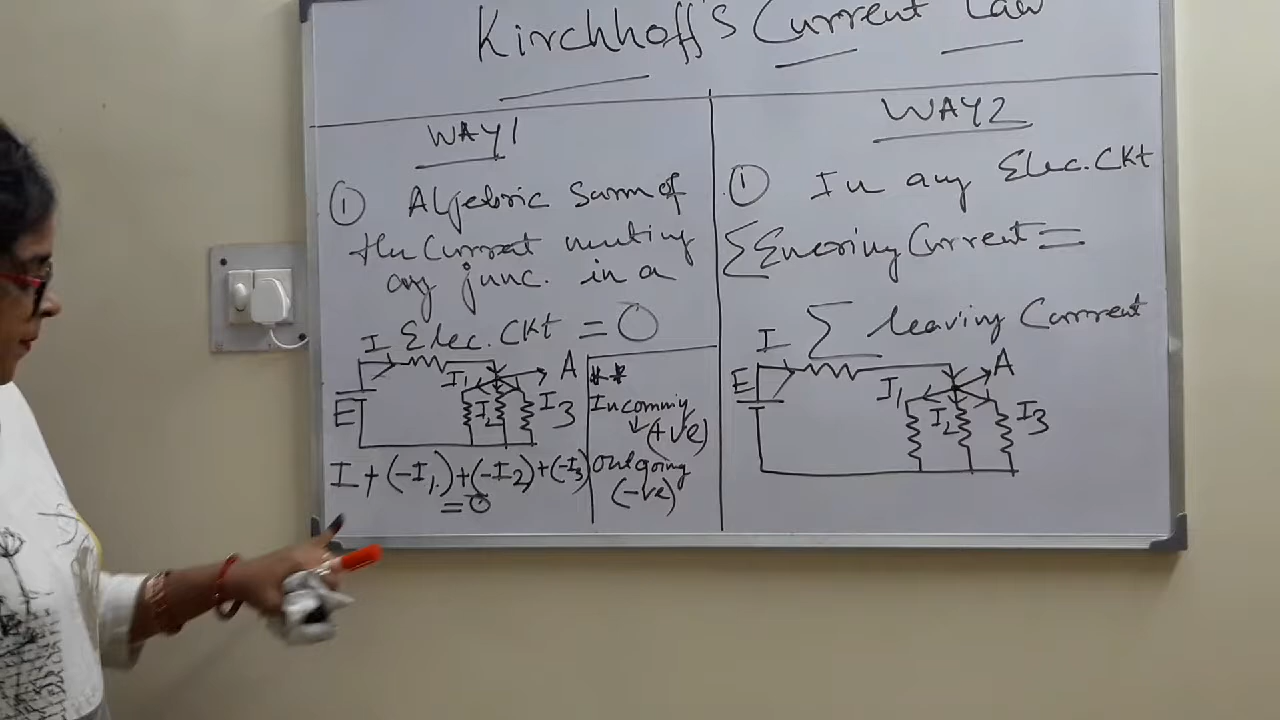 Kirchhoff's Current Law
WAY1
① Algebric Sum of
the Current meeting
any junc. in a
Elec. CKt = 0
I
I1
I2
I3
A
E
I + (-I1) + (-I2) + (-I3)
= 0
**
Incomming
↓ (+ve)
Outgoing
(-ve)
WAY2
① In any Elec. CKt
∑ Enering Current =
∑ leaving Current
I
E
I1
I2
I3
A